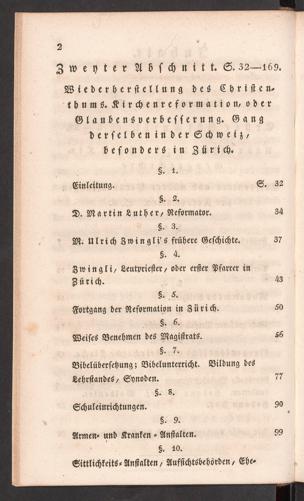 2
Zweyter Abschnitt. S. 32—169.
Wiederherstellung des Christen-
thums. Kirchenreformation, oder
Glaubensverbesserung. Gang
derselben in der Schweiz,
besonders in Zürich.
§. 1.
Einleitung. S. 32
§. 2.
D. Martin Luther, Reformator. 34
§. 3.
M. Ulrich Zwingli's frühere Geschichte. 37
§. 4.
Zwingli, Leutpriester, oder erster Pfarrer in
Zürich. 43
§. 5.
Fortgang der Reformation in Zürich. 50
§. 6.
Weises Benehmen des Magistrats. 56
§. 7.
Bibelübersetzung; Bibelunterricht. Bildung des
Lehrstandes, Synoden. 77
§. 8.
Schuleinrichtungen. 90
§. 9.
Armen- und Kranken-Anstalten. 99
§. 10.
Sittlichkeits-Anstalten, Aufsichtsbehörden, Ehe-